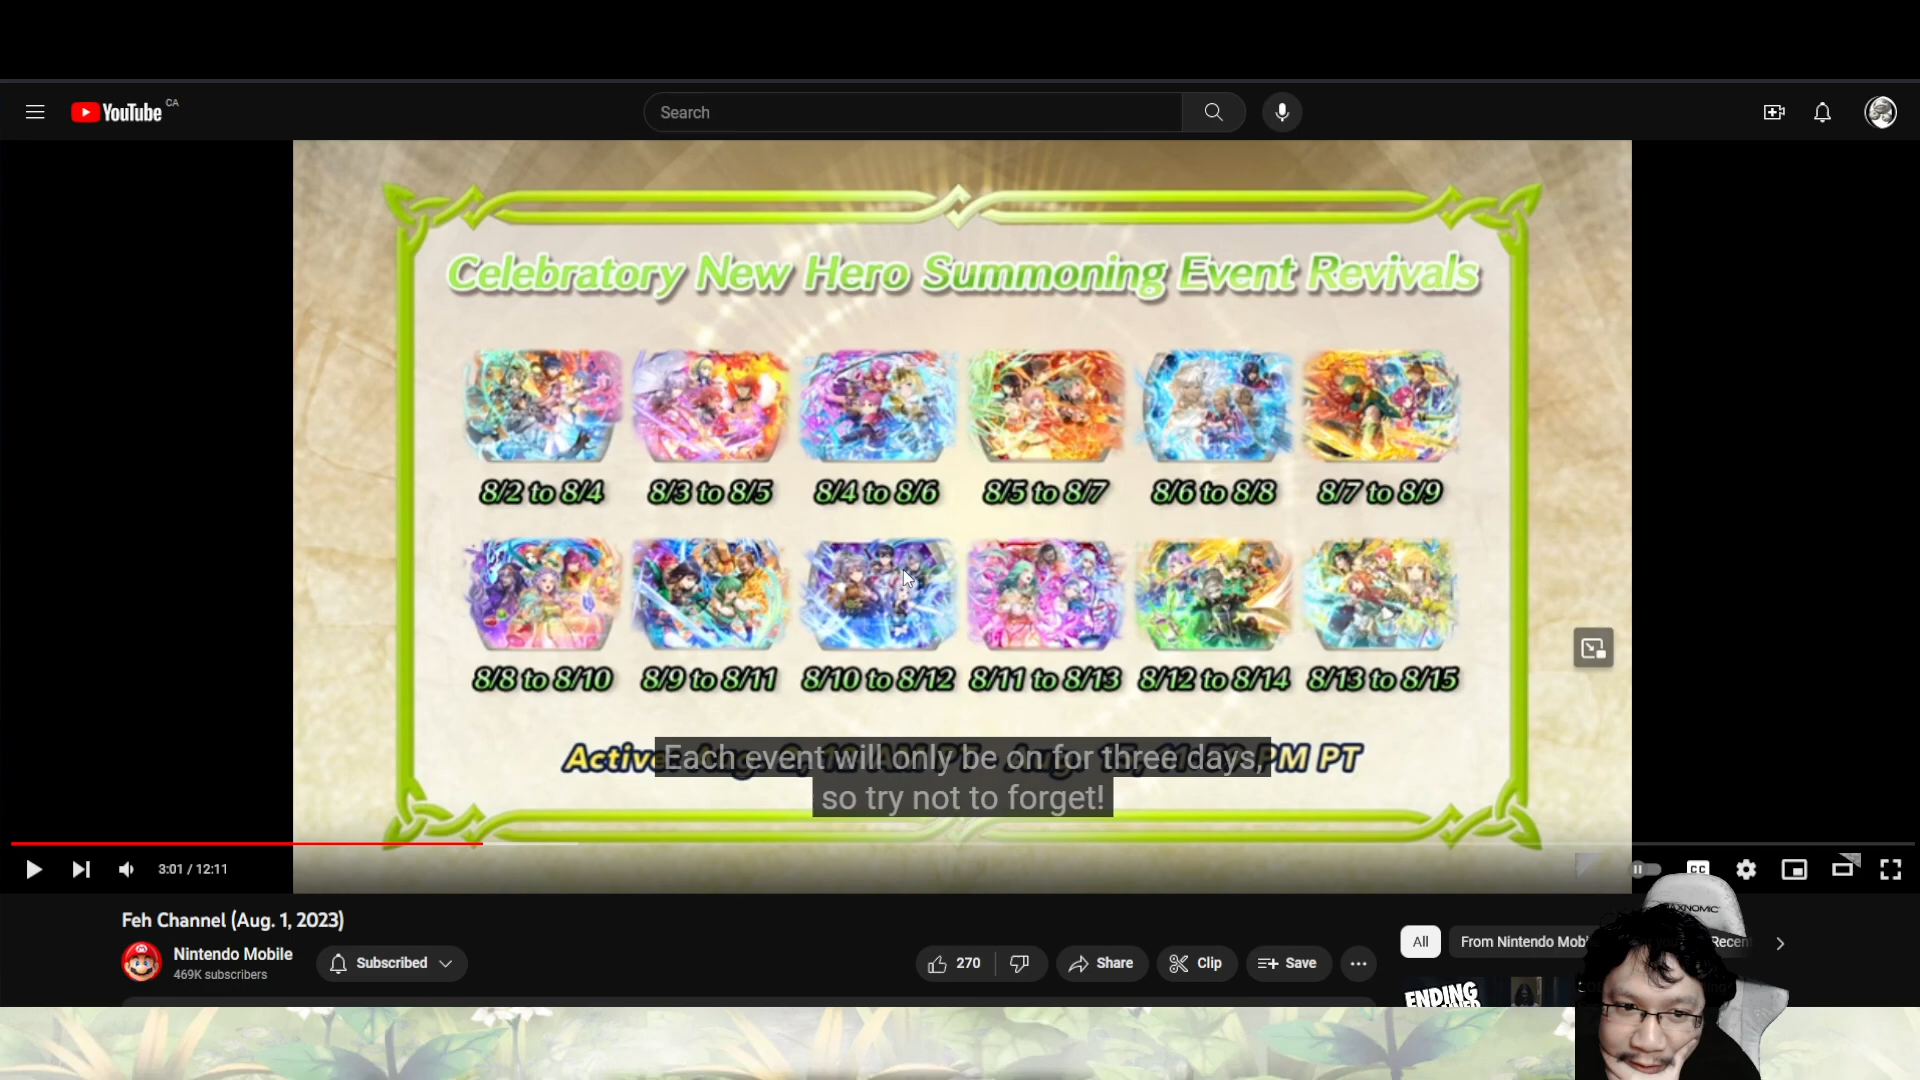 YouTube CA
Search
Celebratory New Hero Summoning Event Revivals
8/2 to 8/4
8/3 to 8/5
8/4 to 8/6
8/5 to 8/7
8/6 to 8/8
8/7 to 8/9
8/8 to 8/10
8/9 to 8/11
8/10 to 8/12
8/11 to 8/13
8/12 to 8/14
8/13 to 8/15
PM PT
Each event will only be on for three days,
so try not to forget!
3:01 / 12:11
CC
Feh Channel (Aug. 1, 2023)
Nintendo Mobile
469K subscribers
Subscribed
270
Share
Clip
Save
All
From Nintendo
Recent
ENDING